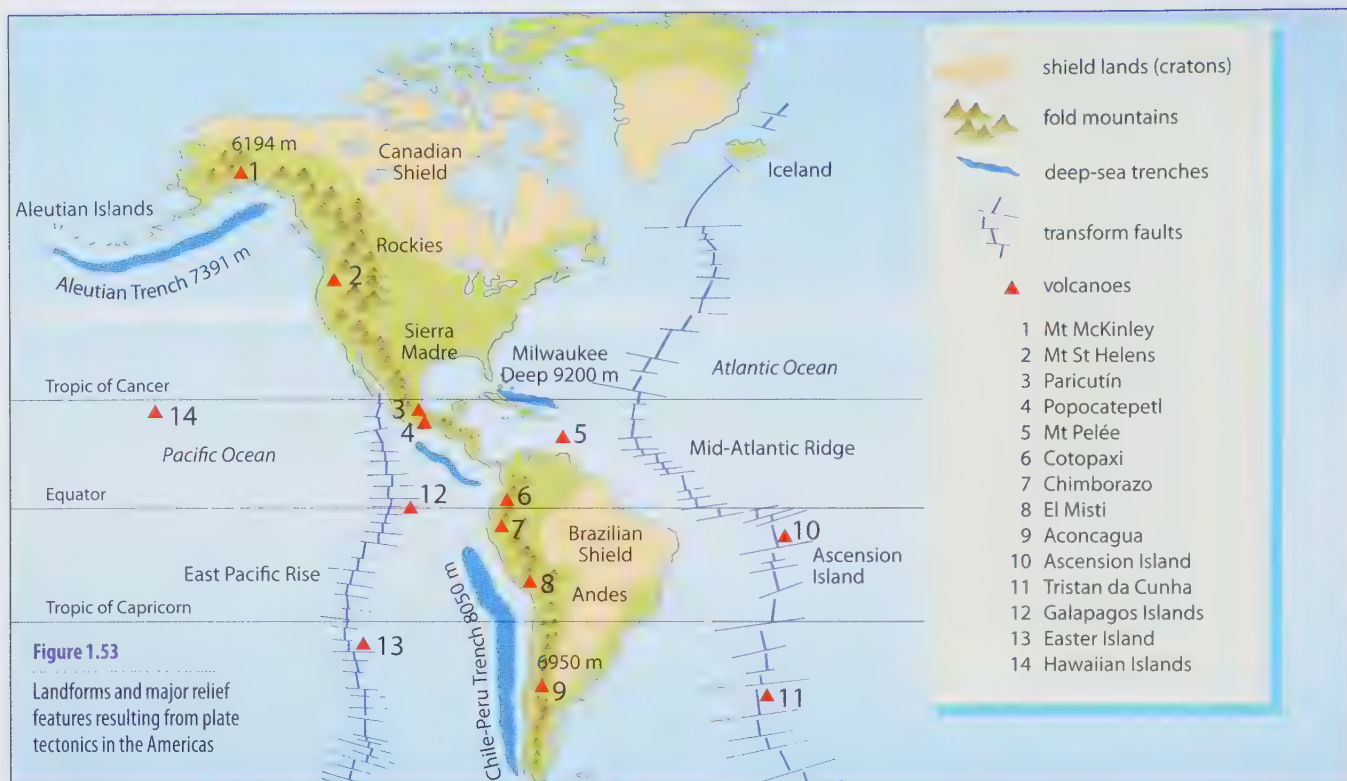 6194 m
1
Canadian
Shield
Iceland
Aleutian Islands
Rockies
Aleutian Trench 7391 m
2
Sierra
Madre
Milwaukee
Deep 9200 m
Atlantic Ocean
Tropic of Cancer
14
3
4
5
Pacific Ocean
Mid-Atlantic Ridge
Equator
12
6
7
Brazilian
Shield
10
Ascension
Island
East Pacific Rise
Chile-Peru Trench 8050 m
8
Andes
Tropic of Capricorn
13
6950 m
9
11
Figure 1.53
Landforms and major relief
features resulting from plate
tectonics in the Americas
shield lands (cratons)
fold mountains
deep-sea trenches
transform faults
volcanoes
1 Mt McKinley
2 Mt St Helens
3 Paricutín
4 Popocatepetl
5 Mt Pelée
6 Cotopaxi
7 Chimborazo
8 El Misti
9 Aconcagua
10 Ascension Island
11 Tristan da Cunha
12 Galapagos Islands
13 Easter Island
14 Hawaiian Islands